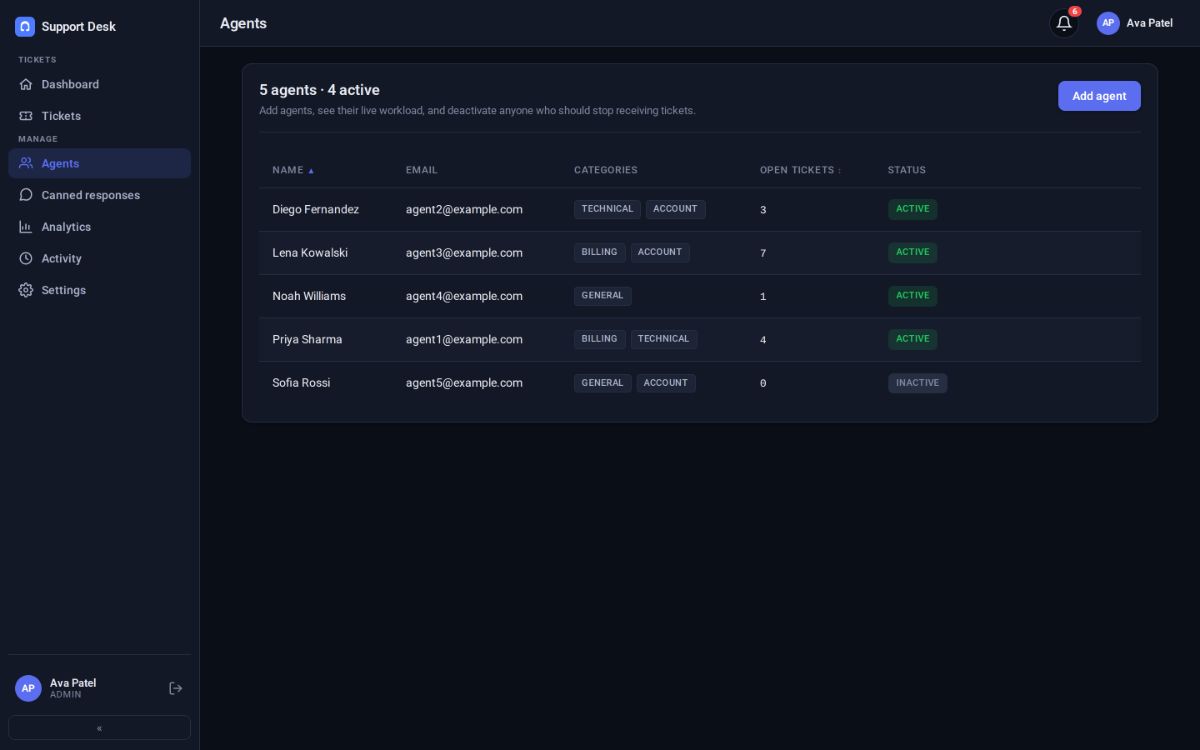 Support Desk
TICKETS
Dashboard
Tickets
MANAGE
Agents
Canned responses
Analytics
Activity
Settings
AP
Ava Patel
ADMIN
«
Agents
6
AP
Ava Patel
5 agents · 4 active
Add agents, see their live workload, and deactivate anyone who should stop receiving tickets.
Add agent
NAME ▲ EMAIL CATEGORIES OPEN TICKETS STATUS
Diego Fernandez agent2@example.com TECHNICAL ACCOUNT 3 ACTIVE
Lena Kowalski agent3@example.com BILLING ACCOUNT 7 ACTIVE
Noah Williams agent4@example.com GENERAL 1 ACTIVE
Priya Sharma agent1@example.com BILLING TECHNICAL 4 ACTIVE
Sofia Rossi agent5@example.com GENERAL ACCOUNT 0 INACTIVE